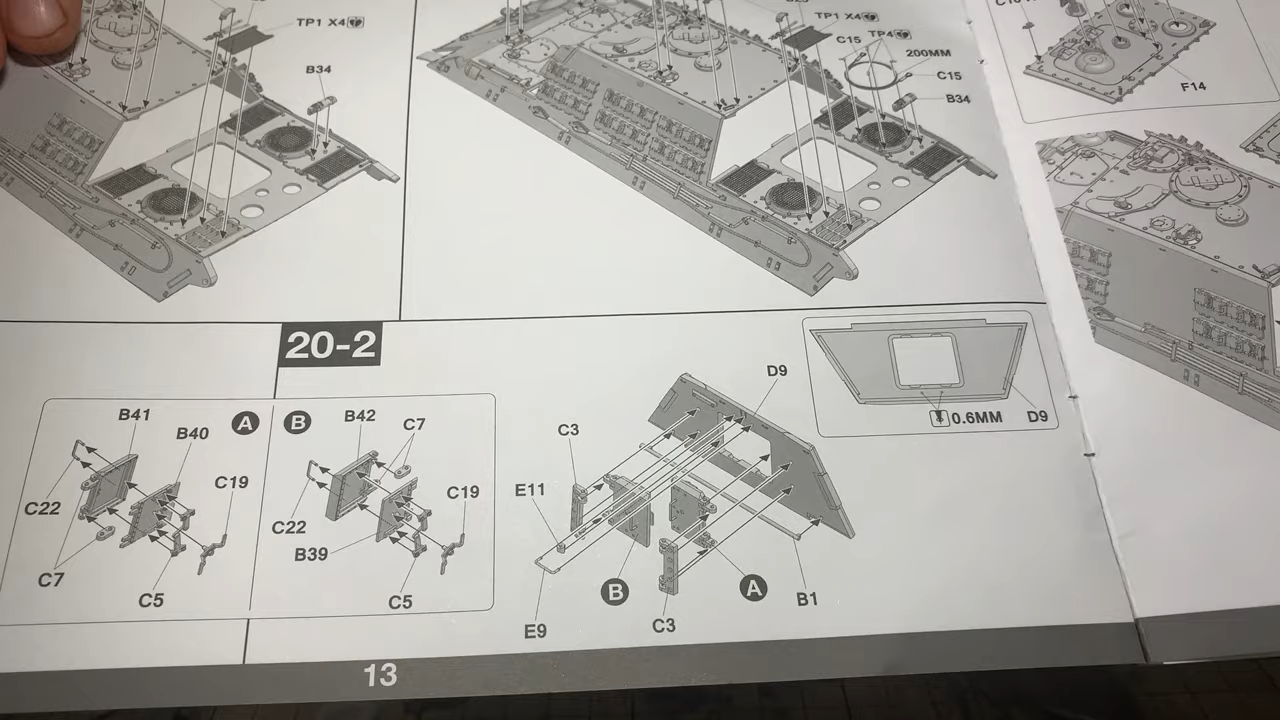 TP1 X4
B34
TP1 X4
C15
TP4
200MM
C15
B34
F14
20-2
B41
A
B40
C19
C22
C7
C5
B
B42
C7
C19
C22
B39
C5
D9
C3
E11
B
A
B1
E9
C3
0.6MM
D9
13